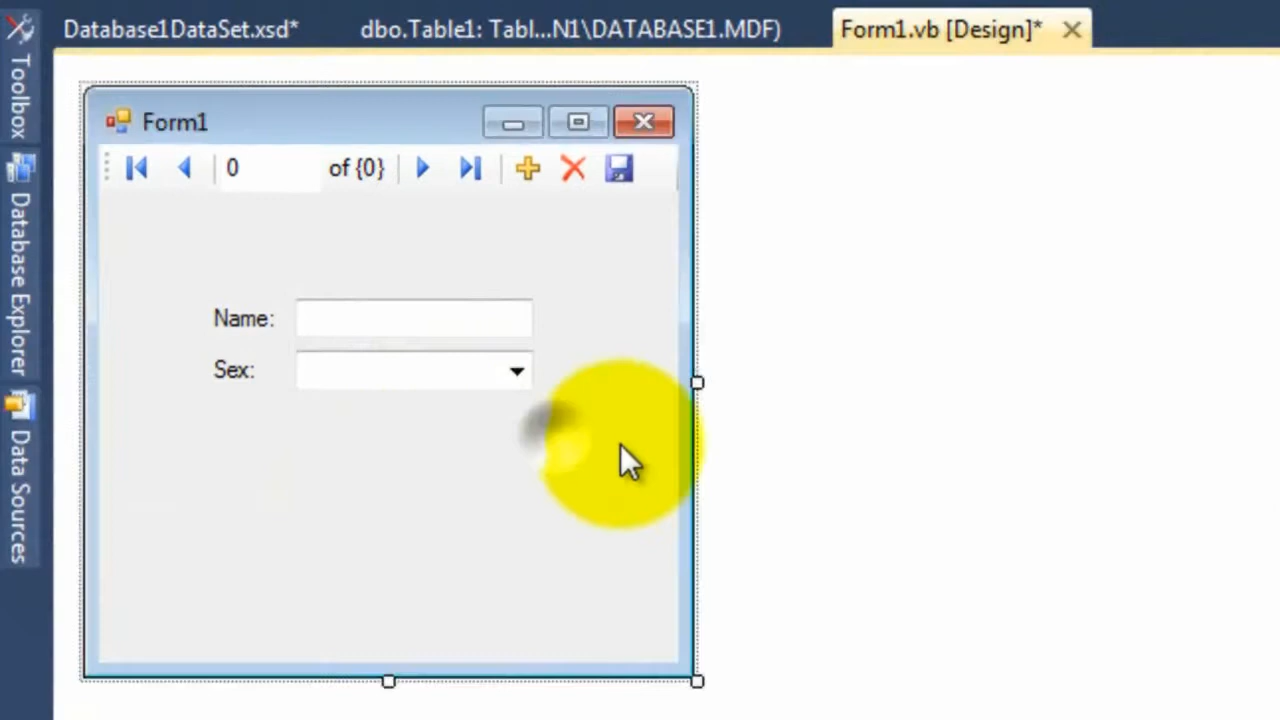 Database1DataSet.xsd*
dbo.Table1: Tabl...N1\DATABASE1.MDF)
Form1.vb [Design]*
Toolbox
Database Explorer
Data Sources
Form1
0
of {0}
Name:
Sex: